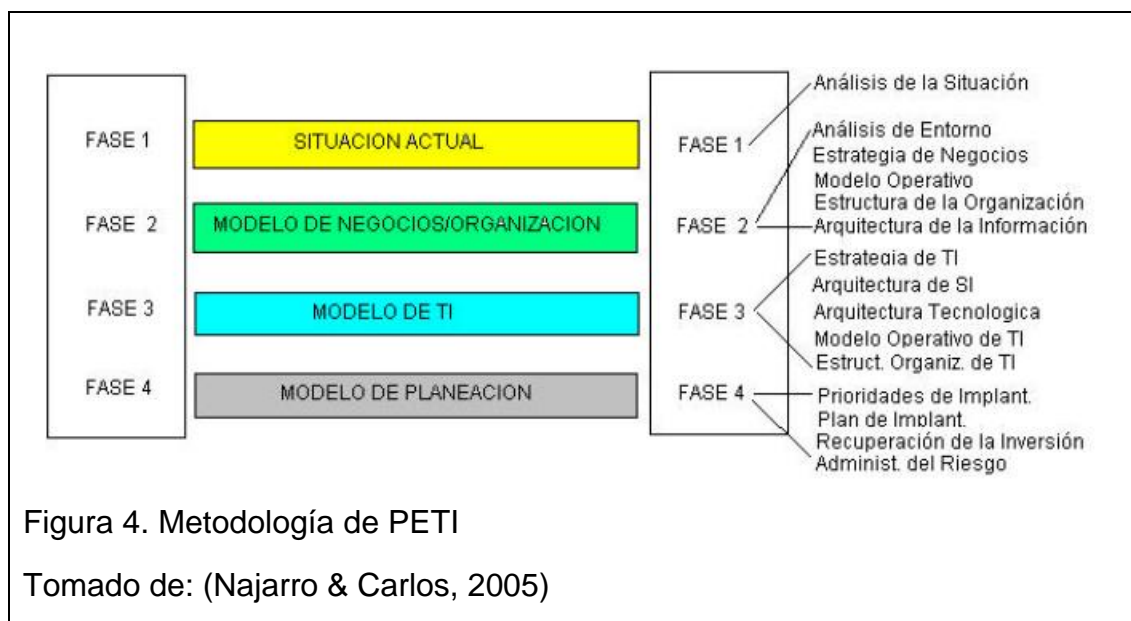 FASE 1
SITUACION ACTUAL
FASE 1
Análisis de la Situación
FASE 2
MODELO DE NEGOCIOS/ORGANIZACION
FASE 2
Análisis de Entorno
Estrategia de Negocios
Modelo Operativo
Estructura de la Organización
Arquitectura de la Información
FASE 3
MODELO DE TI
FASE 3
Estrategia de TI
Arquitectura de SI
Arquitectura Tecnologica
Modelo Operativo de TI
Estruct. Organiz. de TI
FASE 4
MODELO DE PLANEACION
FASE 4
Prioridades de Implant.
Plan de Implant.
Recuperación de la Inversión
Administ. del Riesgo
Figura 4. Metodología de PETI
Tomado de: (Najarro & Carlos, 2005)